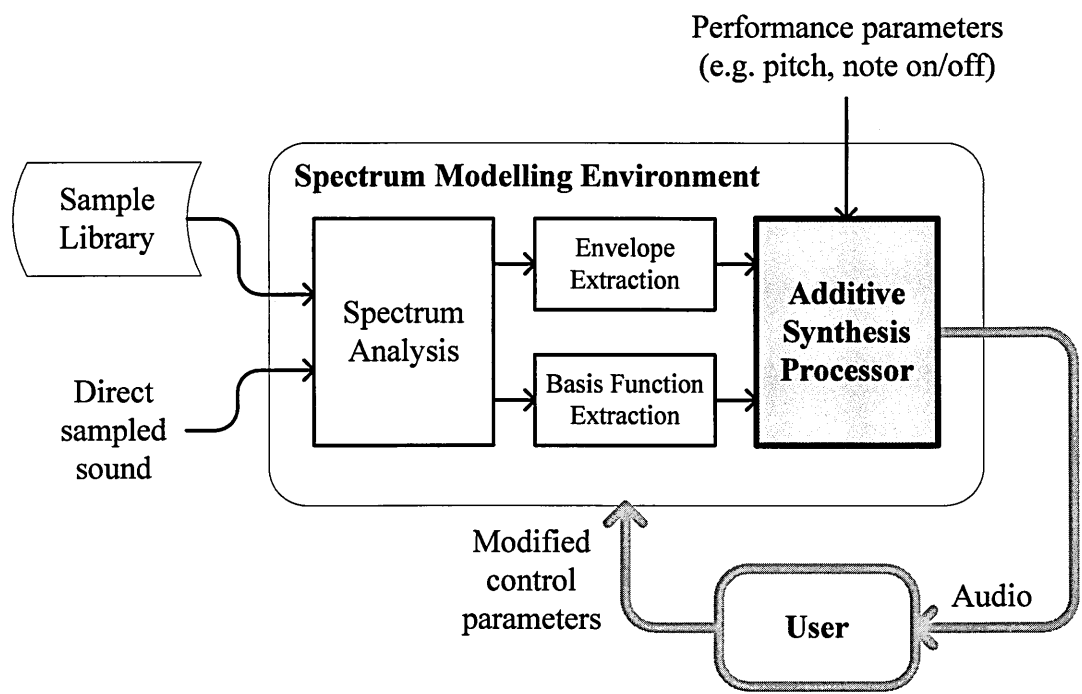 Performance parameters
(e.g. pitch, note on/off)
Spectrum Modelling Environment
Sample
Library
Direct
sampled
sound
Spectrum
Analysis
Envelope
Extraction
Basis Function
Extraction
Additive
Synthesis
Processor
Modified
control
parameters
User
Audio